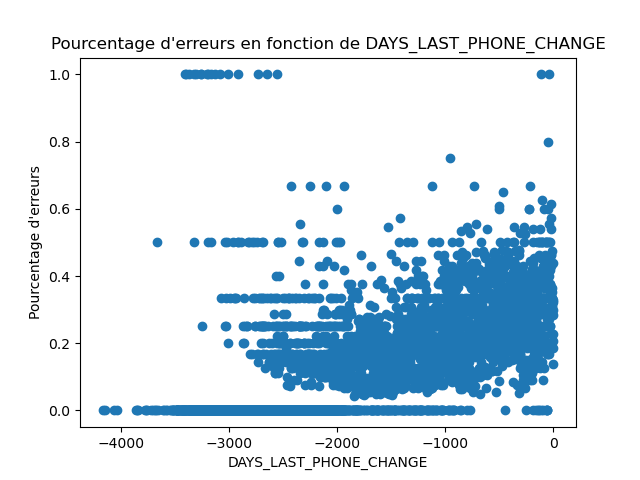 Pourcentage d'erreurs en fonction de DAYS_LAST_PHONE_CHANGE
1.0
0.8
0.6
0.4
0.2
0.0
Pourcentage d'erreurs
−4000 −3000 −2000 −1000 0
DAYS_LAST_PHONE_CHANGE